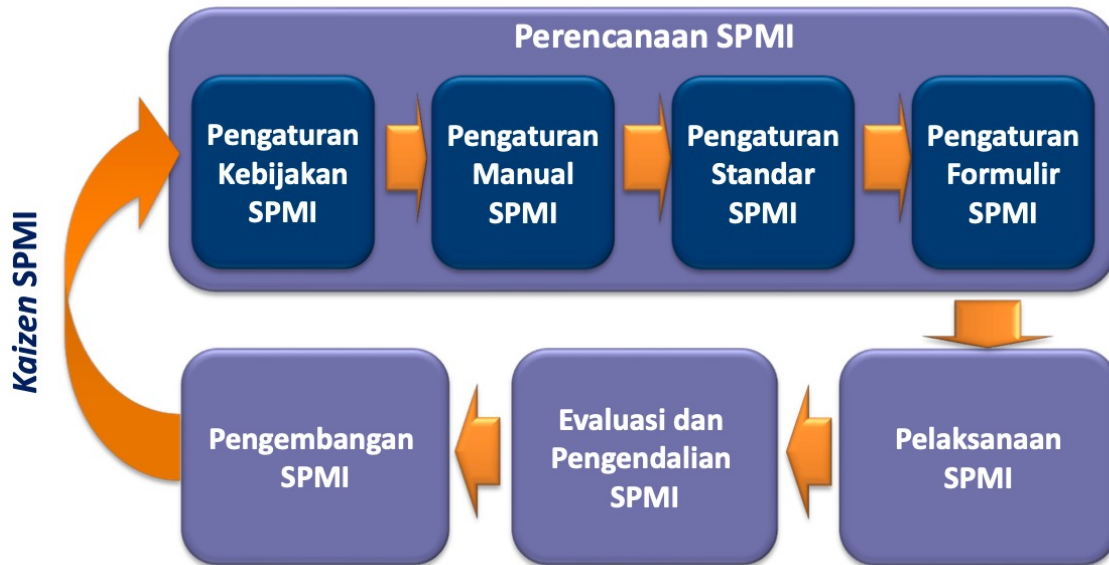 Perencanaan SPMI
Pengaturan
Kebijakan
SPMI
Pengaturan
Manual
SPMI
Pengaturan
Standar
SPMI
Pengaturan
Formulir
SPMI
Kaizen SPMI
Pengembangan
SPMI
Evaluasi dan
Pengendalian
SPMI
Pelaksanaan
SPMI